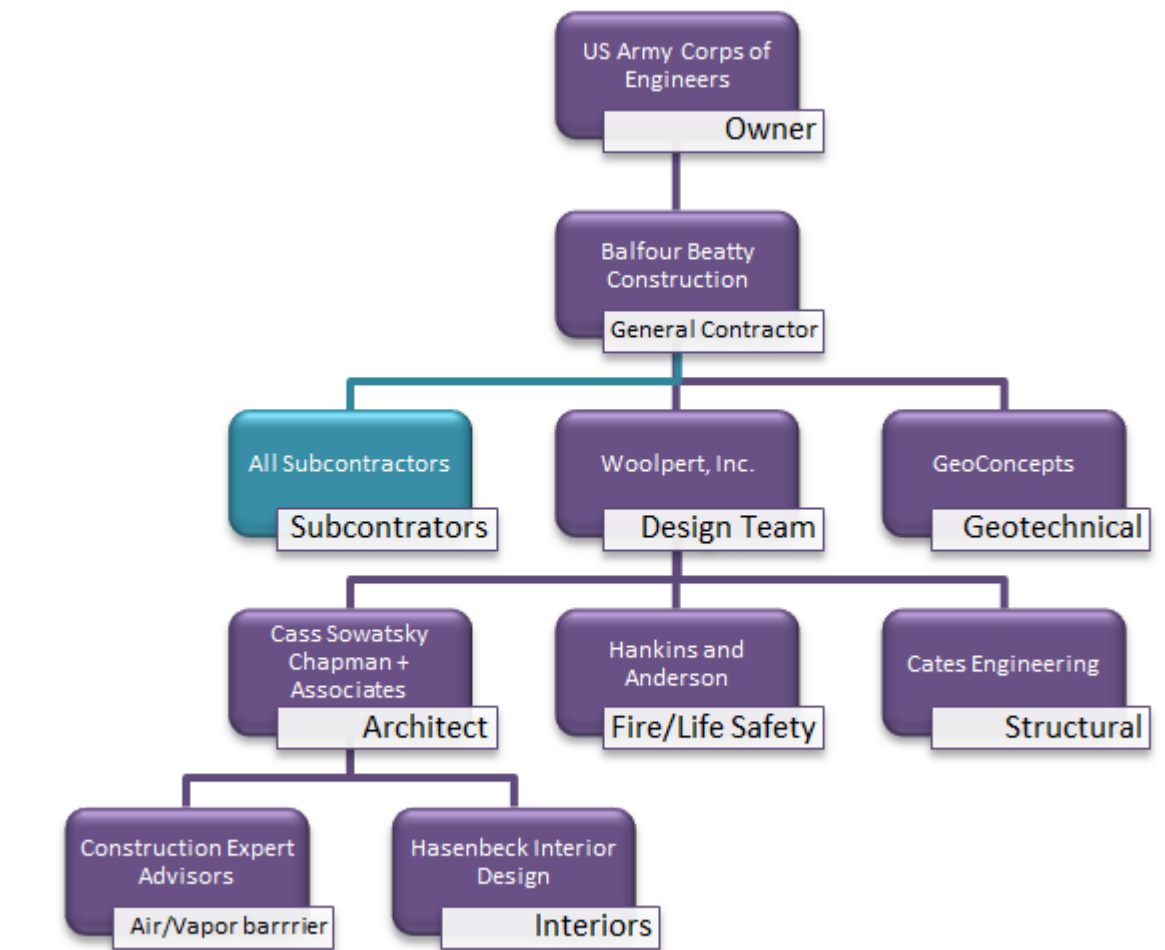 US Army Corps of
Engineers
Owner
Balfour Beatty
Construction
General Contractor
All Subcontractors
Subcontrators
Woolpert, Inc.
Design Team
GeoConcepts
Geotechnical
Cass Sowatsky
Chapman +
Associates
Architect
Hankins and
Anderson
Fire/Life Safety
Cates Engineering
Structural
Construction Expert
Advisors
Air/Vapor barrrier
Hasenbeck Interior
Design
Interiors